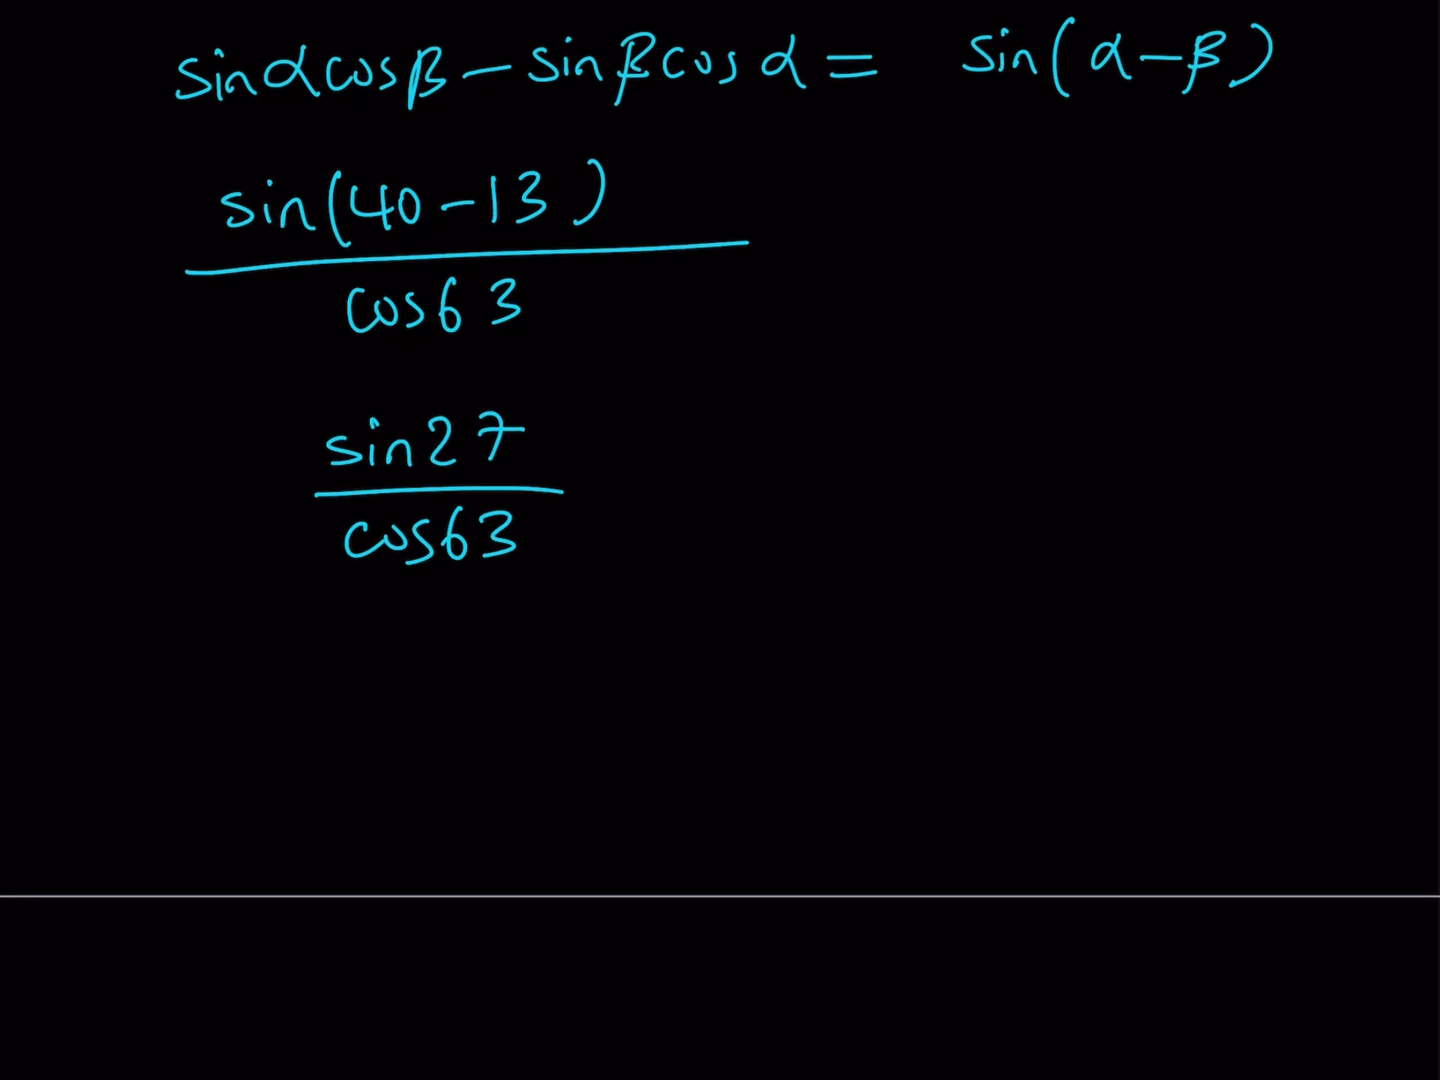 sinαcosβ − sinβcosα = sin(α−β)
sin(40−13)
cos63
sin27
cos63